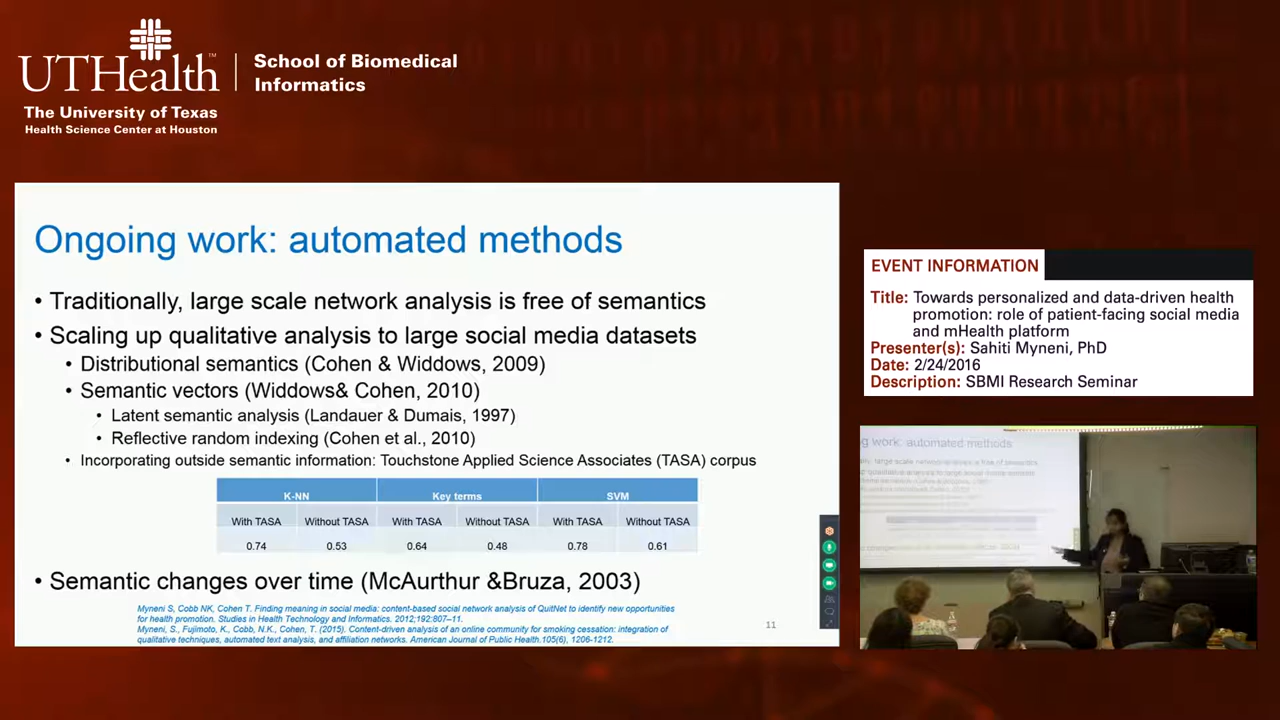 UTHealth™
The University of Texas
Health Science Center at Houston
School of Biomedical
Informatics
Ongoing work: automated methods
• Traditionally, large scale network analysis is free of semantics
• Scaling up qualitative analysis to large social media datasets
• Distributional semantics (Cohen & Widdows, 2009)
• Semantic vectors (Widdows& Cohen, 2010)
• Latent semantic analysis (Landauer & Dumais, 1997)
• Reflective random indexing (Cohen et al., 2010)
• Incorporating outside semantic information: Touchstone Applied Science Associates (TASA) corpus
K-NN Key terms SVM
With TASA Without TASA With TASA Without TASA With TASA Without TASA
0.74 0.53 0.64 0.48 0.78 0.61
• Semantic changes over time (McAurthur &Bruza, 2003)
Myneni S, Cobb NK, Cohen T. Finding meaning in social media: content-based social network analysis of QuitNet to identify new opportunities
for health promotion. Studies in Health Technology and Informatics. 2012;192:807–11.
Myneni, S., Fujimoto, K., Cobb, N.K., Cohen, T. (2015). Content-driven analysis of an online community for smoking cessation: integration of
qualitative techniques, automated text analysis, and affiliation networks. American Journal of Public Health.105(6), 1206-1212.
11
EVENT INFORMATION
Title: Towards personalized and data-driven health
promotion: role of patient-facing social media
and mHealth platform
Presenter(s): Sahiti Myneni, PhD
Date: 2/24/2016
Description: SBMI Research Seminar
ng work: automated methods